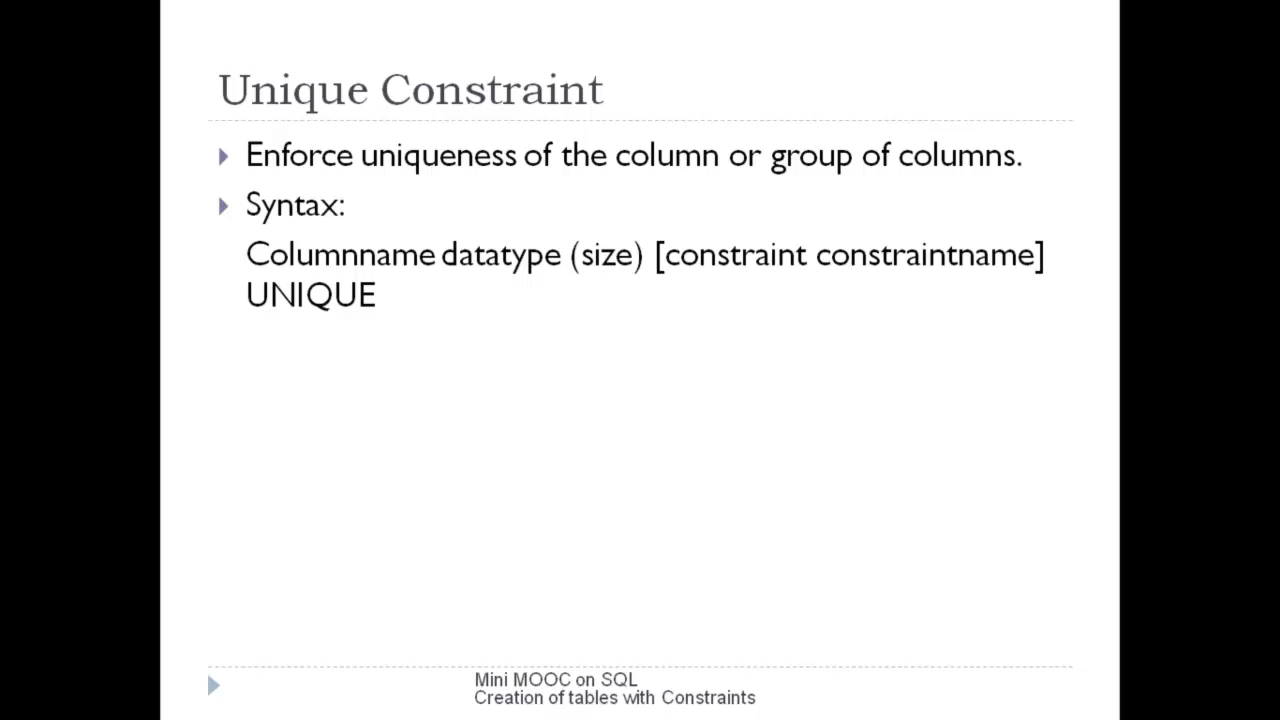 Unique Constraint
Enforce uniqueness of the column or group of columns.
Syntax:
Columnname datatype (size) [constraint constraintname]
UNIQUE
Mini MOOC on SQL
Creation of tables with Constraints